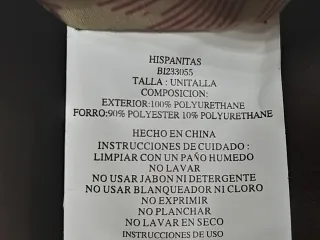 HISPANITAS
BI233055
TALLA : UNITALLA
COMPOSICION:
EXTERIOR:100% POLYURETHANE
FORRO:90% POLYESTER 10% POLYURETHANE
HECHO EN CHINA
INSTRUCCIONES DE CUIDADO :
LIMPIAR CON UN PAÑO HUMEDO
NO LAVAR
NO USAR JABON NI DETERGENTE
NO USAR BLANQUEADOR NI CLORO
NO EXPRIMIR
NO PLANCHAR
NO LAVAR EN SECO
INSTRUCCIONES DE USO